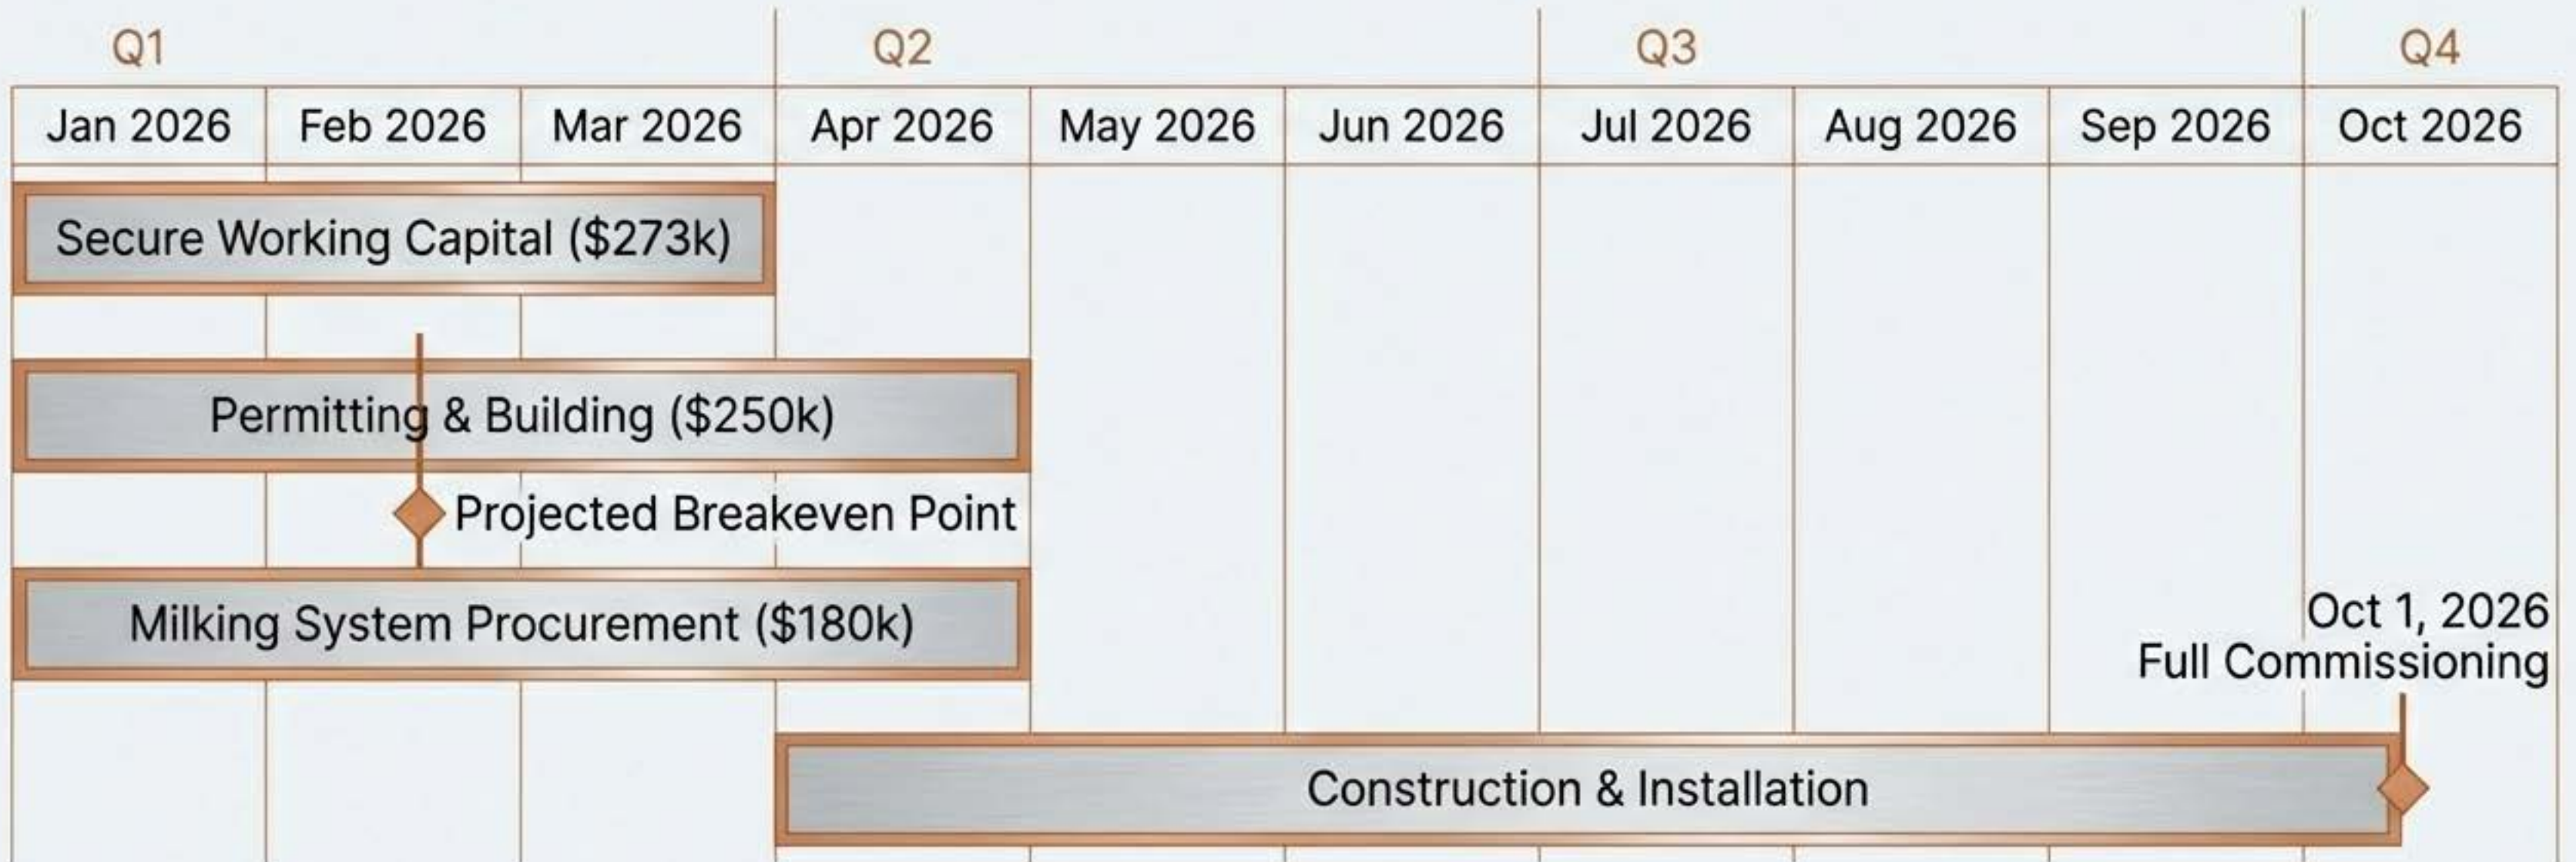 Q1 Q2 Q3 Q4
Jan 2026 Feb 2026 Mar 2026 Apr 2026 May 2026 Jun 2026 Jul 2026 Aug 2026 Sep 2026 Oct 2026
Secure Working Capital ($273k)
Permitting & Building ($250k)
Projected Breakeven Point
Milking System Procurement ($180k)
Oct 1, 2026
Full Commissioning
Construction & Installation